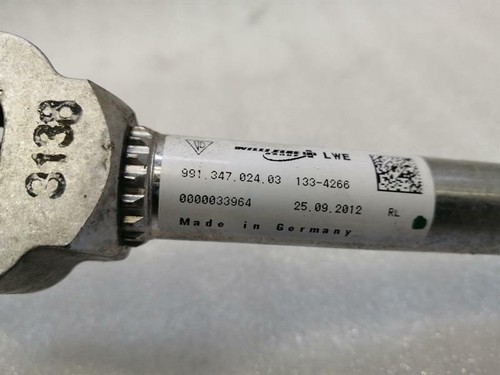 3138
LWE
991.347.024.03 133-4266
0000033964 25.09.2012 RL
Made in Germany